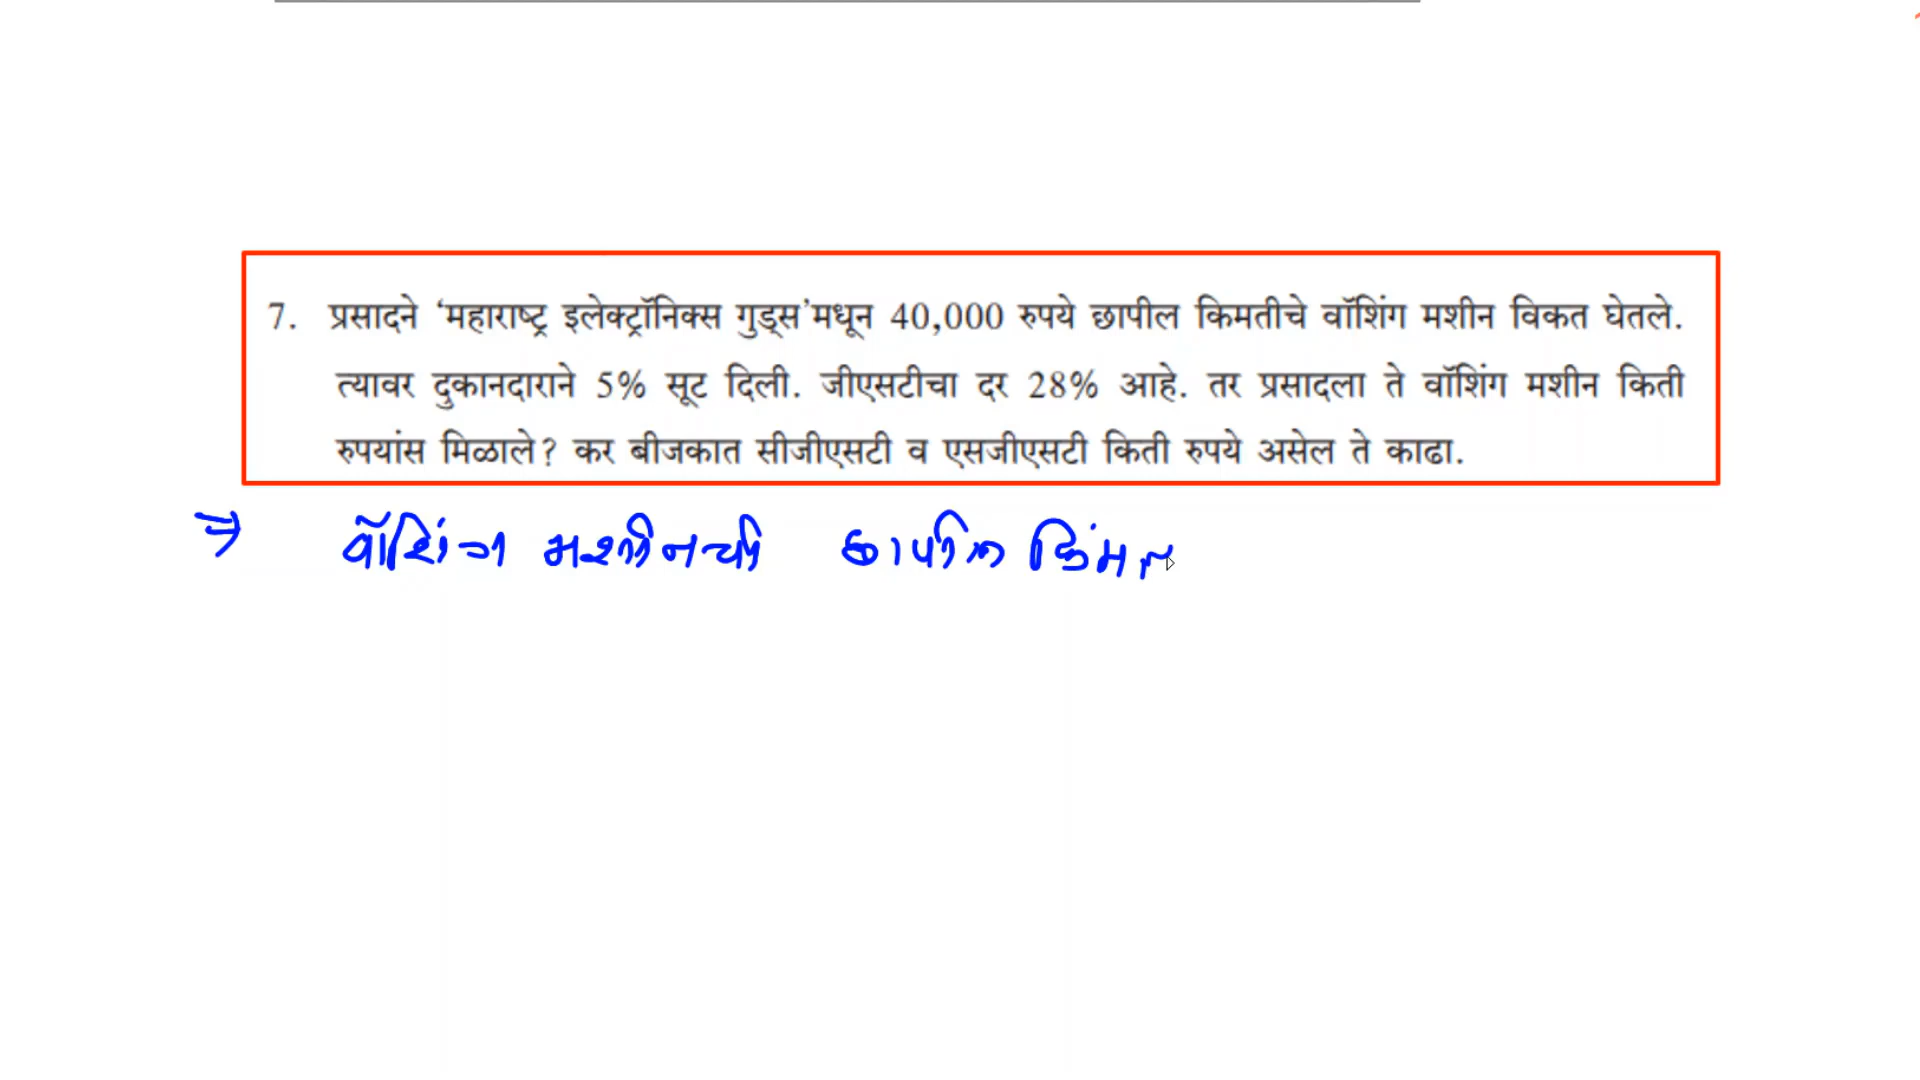 7. प्रसादने ‘महाराष्ट्र इलेक्ट्रॉनिक्स गुड्स’मधून 40,000 रुपये छापील किमतीचे वॉशिंग मशीन विकत घेतले.
त्यावर दुकानदाराने 5% सूट दिली. जीएसटीचा दर 28% आहे. तर प्रसादला ते वॉशिंग मशीन किती
रुपयांस मिळाले? कर बीजकात सीजीएसटी व एसजीएसटी किती रुपये असेल ते काढा.
⇒ वॉशिंग मशीनची छापील किंमत